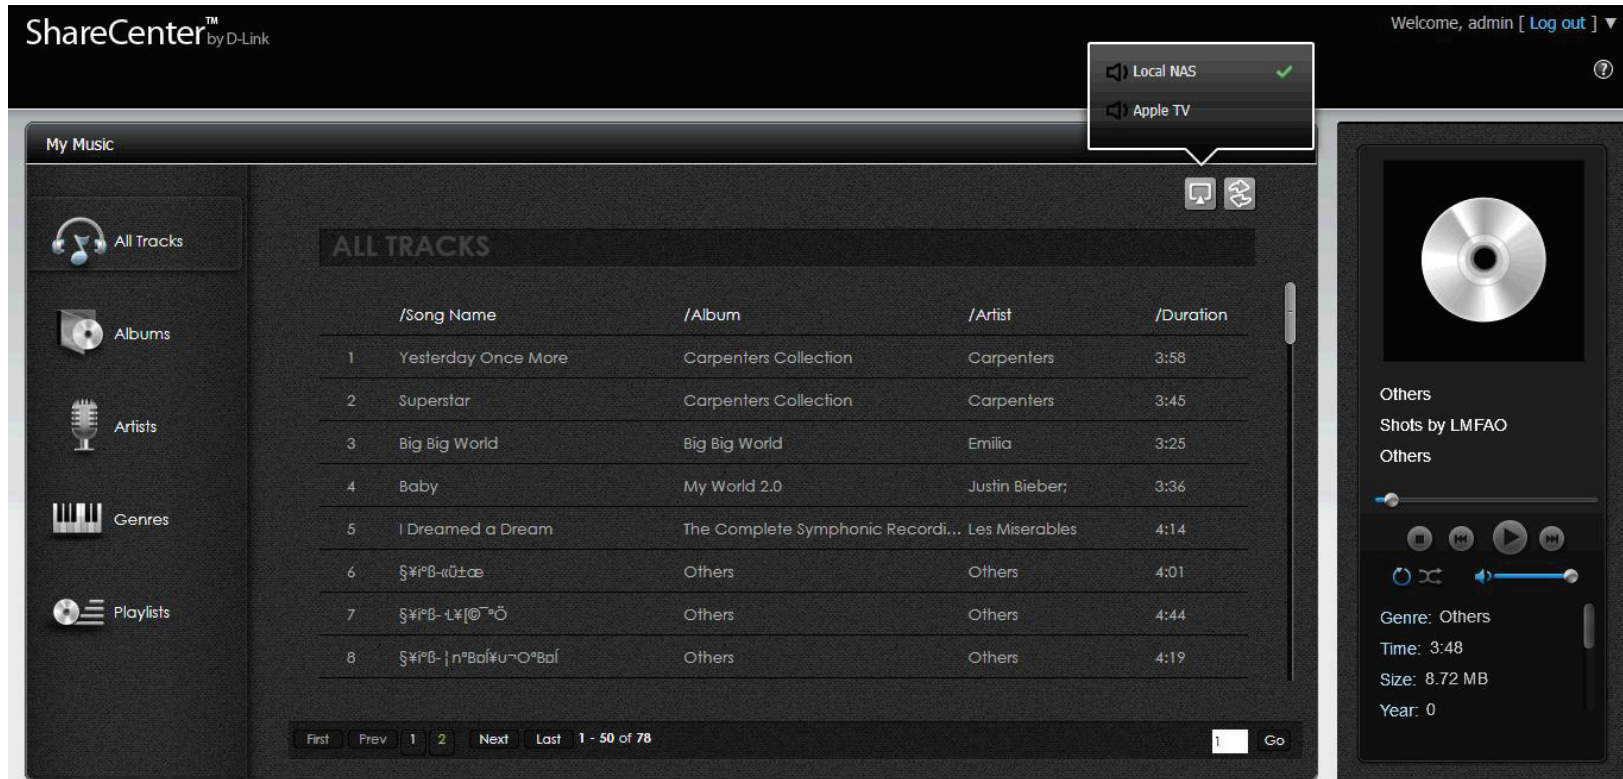 ShareCenter™ by D-Link
Welcome, admin [ Log out ] ▼
?
Local NAS
Apple TV
My Music
All Tracks
Albums
Artists
Genres
Playlists
ALL TRACKS
/Song Name /Album /Artist /Duration
1 Yesterday Once More Carpenters Collection Carpenters 3:58
2 Superstar Carpenters Collection Carpenters 3:45
3 Big Big World Big Big World Emilia 3:25
4 Baby My World 2.0 Justin Bieber; 3:36
5 I Dreamed a Dream The Complete Symphonic Recordi... Les Miserables 4:14
6 Others Others 4:01
7 Others Others 4:44
8 Others Others 4:19
First Prev 1 2 Next Last 1 - 50 of 78
1 Go
Others
Shots by LMFAO
Others
Genre: Others
Time: 3:48
Size: 8.72 MB
Year: 0